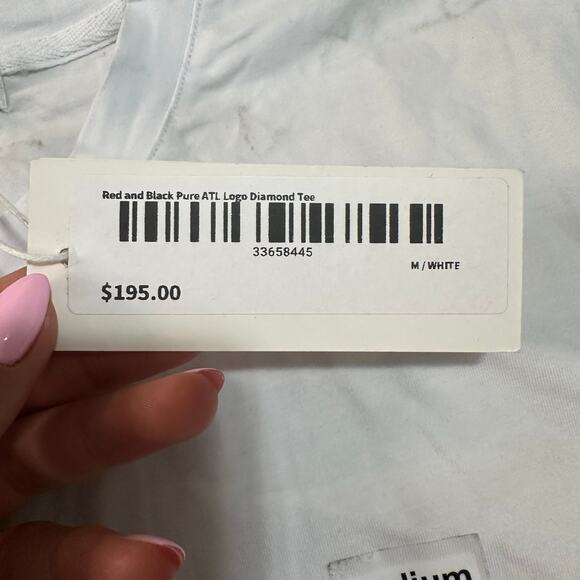 Red and Black Pure ATL Logo Diamond Tee
33658445
M / WHITE
$195.00